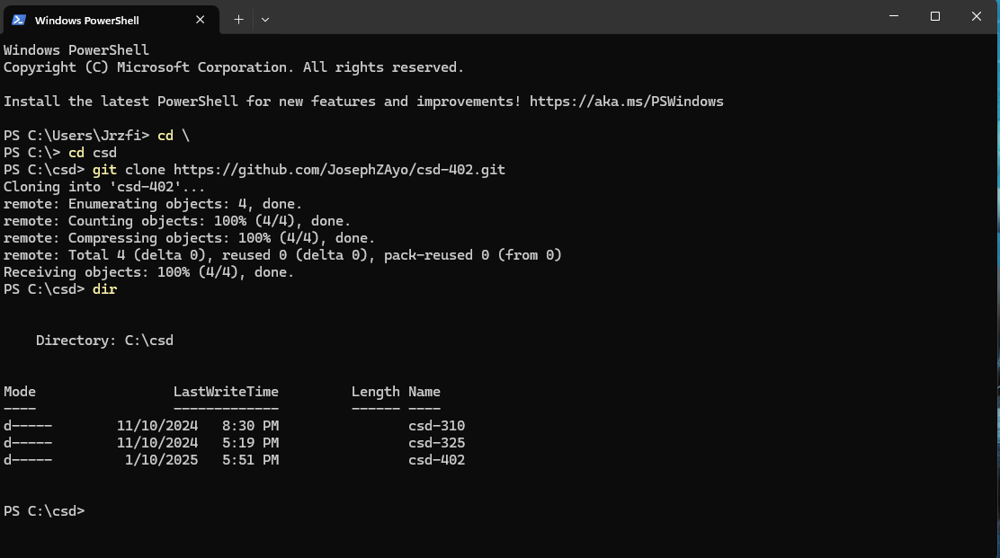 Windows PowerShell
Windows PowerShell
Copyright (C) Microsoft Corporation. All rights reserved.
Install the latest PowerShell for new features and improvements! https://aka.ms/PSWindows
PS C:\Users\Jrzfi> cd \
PS C:\> cd csd
PS C:\csd> git clone https://github.com/JosephZAyo/csd-402.git
Cloning into 'csd-402'...
remote: Enumerating objects: 4, done.
remote: Counting objects: 100% (4/4), done.
remote: Compressing objects: 100% (4/4), done.
remote: Total 4 (delta 0), reused 0 (delta 0), pack-reused 0 (from 0)
Receiving objects: 100% (4/4), done.
PS C:\csd> dir
    Directory: C:\csd
Mode                 LastWriteTime         Length Name
----                 -------------         ------ ----
d-----        11/10/2024   8:30 PM                csd-310
d-----        11/10/2024   5:19 PM                csd-325
d-----         1/10/2025   5:51 PM                csd-402
PS C:\csd>